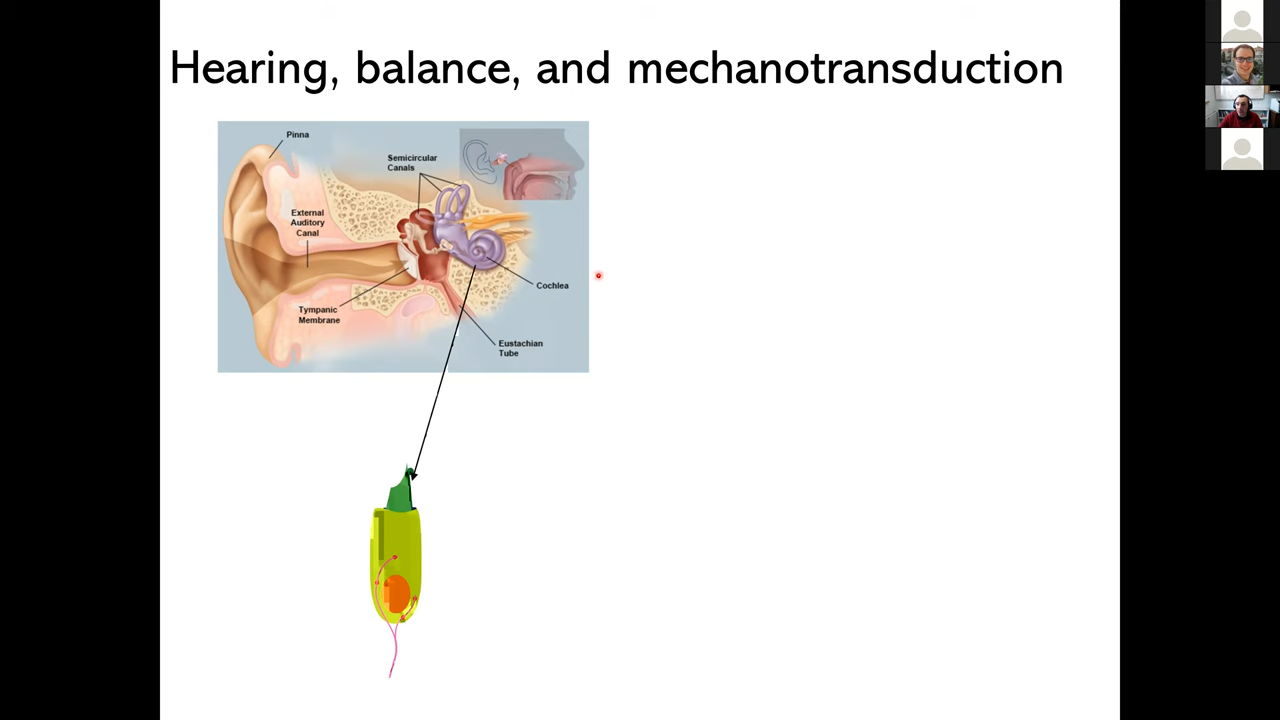 Hearing, balance, and mechanotransduction
Pinna
Semicircular
Canals
External
Auditory
Canal
Cochlea
Tympanic
Membrane
Eustachian
Tube